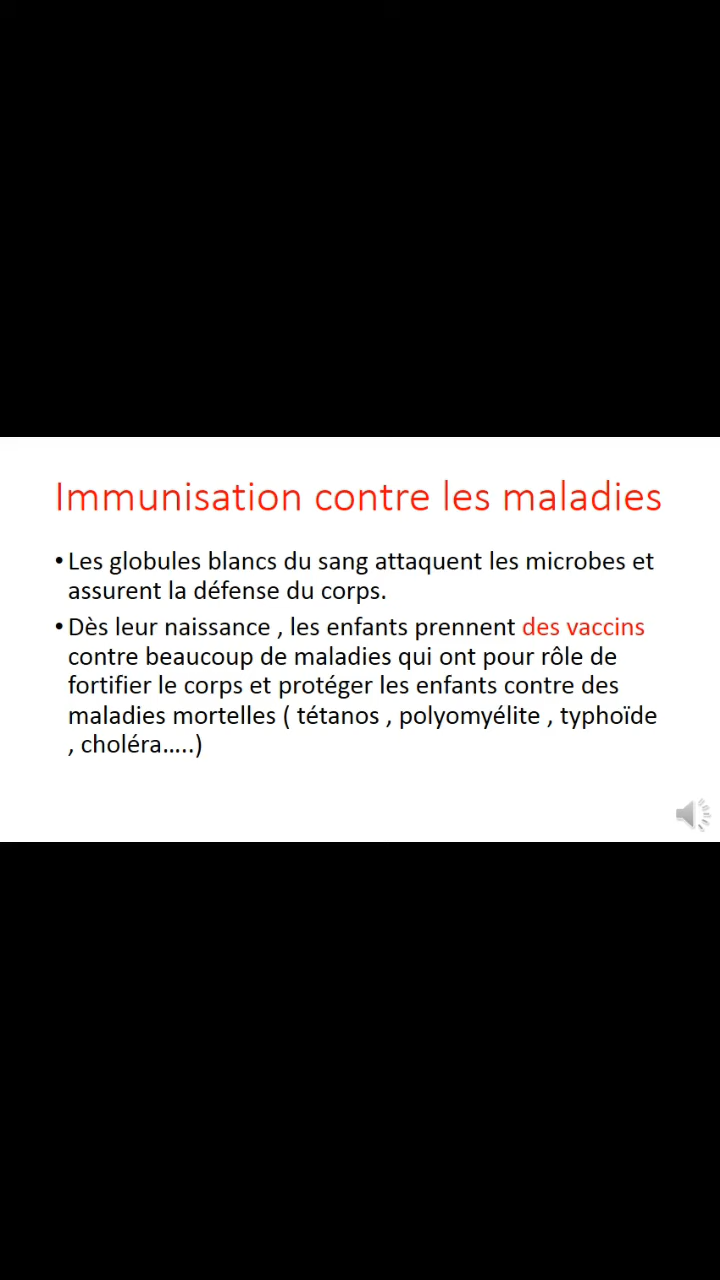 Immunisation contre les maladies
• Les globules blancs du sang attaquent les microbes et
assurent la défense du corps.
• Dès leur naissance , les enfants prennent des vaccins
contre beaucoup de maladies qui ont pour rôle de
fortifier le corps et protéger les enfants contre des
maladies mortelles ( tétanos , polyomyélite , typhoïde
, choléra.....)